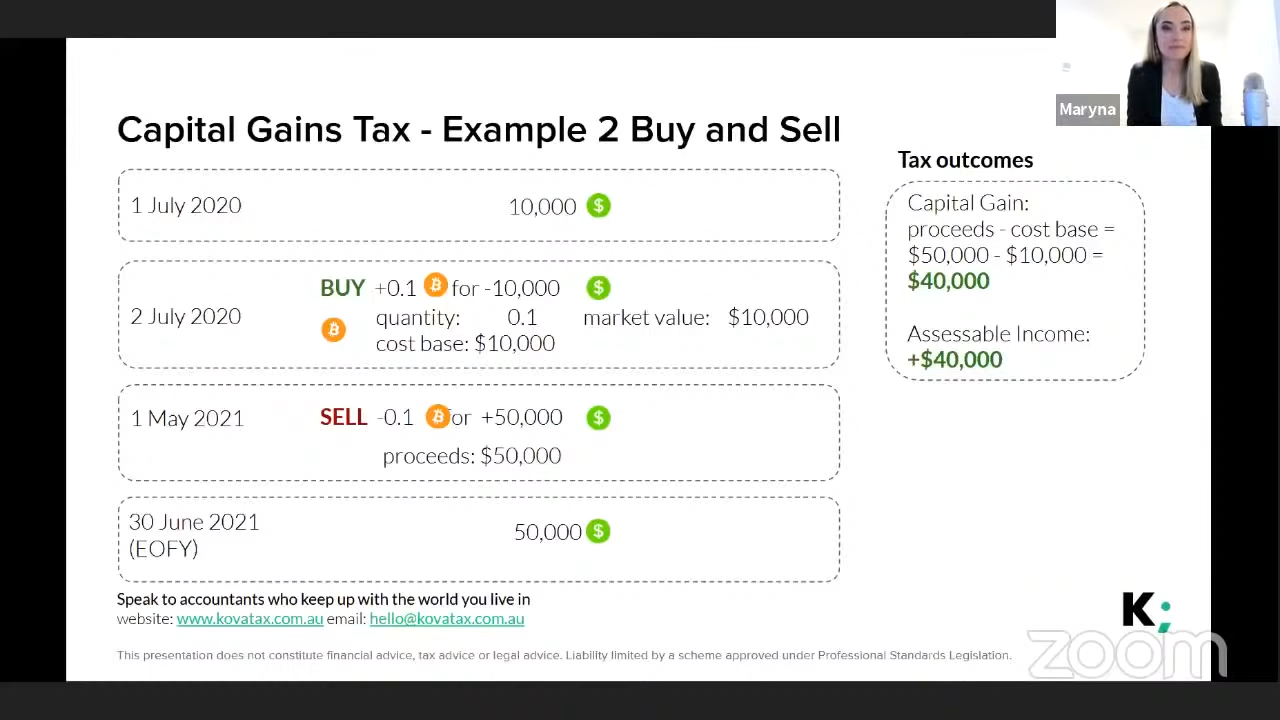 Maryna
Capital Gains Tax - Example 2 Buy and Sell
1 July 2020 10,000 $
2 July 2020
BUY +0.1 for -10,000 $
quantity: 0.1 market value: $10,000
cost base: $10,000
1 May 2021
SELL -0.1 for +50,000 $
proceeds: $50,000
30 June 2021
(EOFY)
50,000 $
Tax outcomes
Capital Gain:
proceeds - cost base =
$50,000 - $10,000 =
$40,000
Assessable Income:
+$40,000
Speak to accountants who keep up with the world you live in
website: www.kovatax.com.au email: hello@kovatax.com.au
This presentation does not constitute financial advice, tax advice or legal advice. Liability limited by a scheme approved under Professional Standards Legislation.
K;
zoom